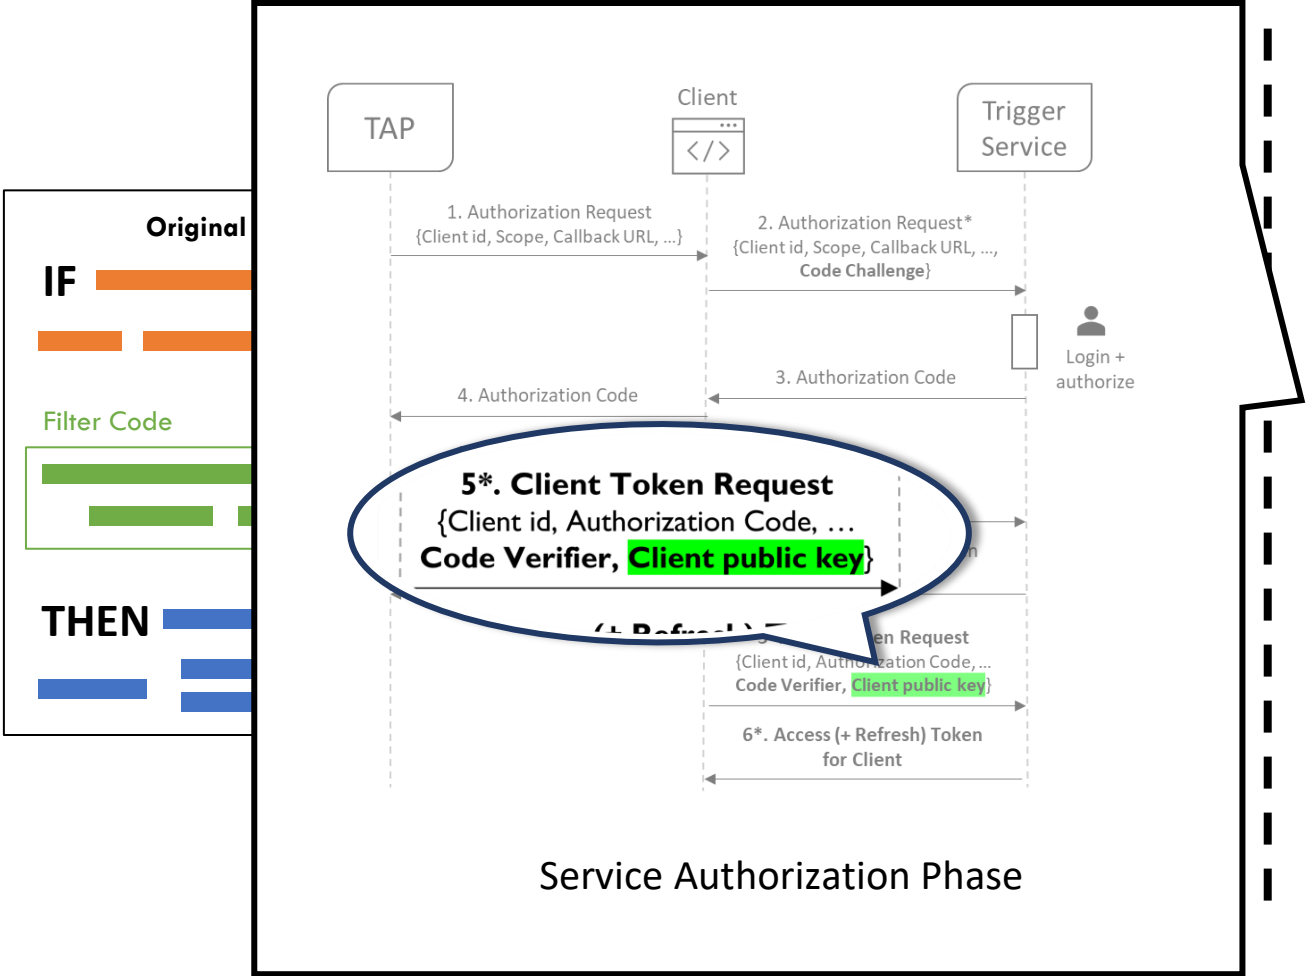 Original
IF
Filter Code
THEN
TAP
Client
</>
Trigger
Service
1. Authorization Request
{Client id, Scope, Callback URL, ...}
2. Authorization Request*
{Client id, Scope, Callback URL, ...,
Code Challenge}
Login +
authorize
3. Authorization Code
4. Authorization Code
5*. Client Token Request
{Client id, Authorization Code, ...
Code Verifier, Client public key}
(+ Refresh)
Request
{Client id, Authorization Code, ...
Code Verifier, Client public key}
6*. Access (+ Refresh) Token
for Client
Service Authorization Phase